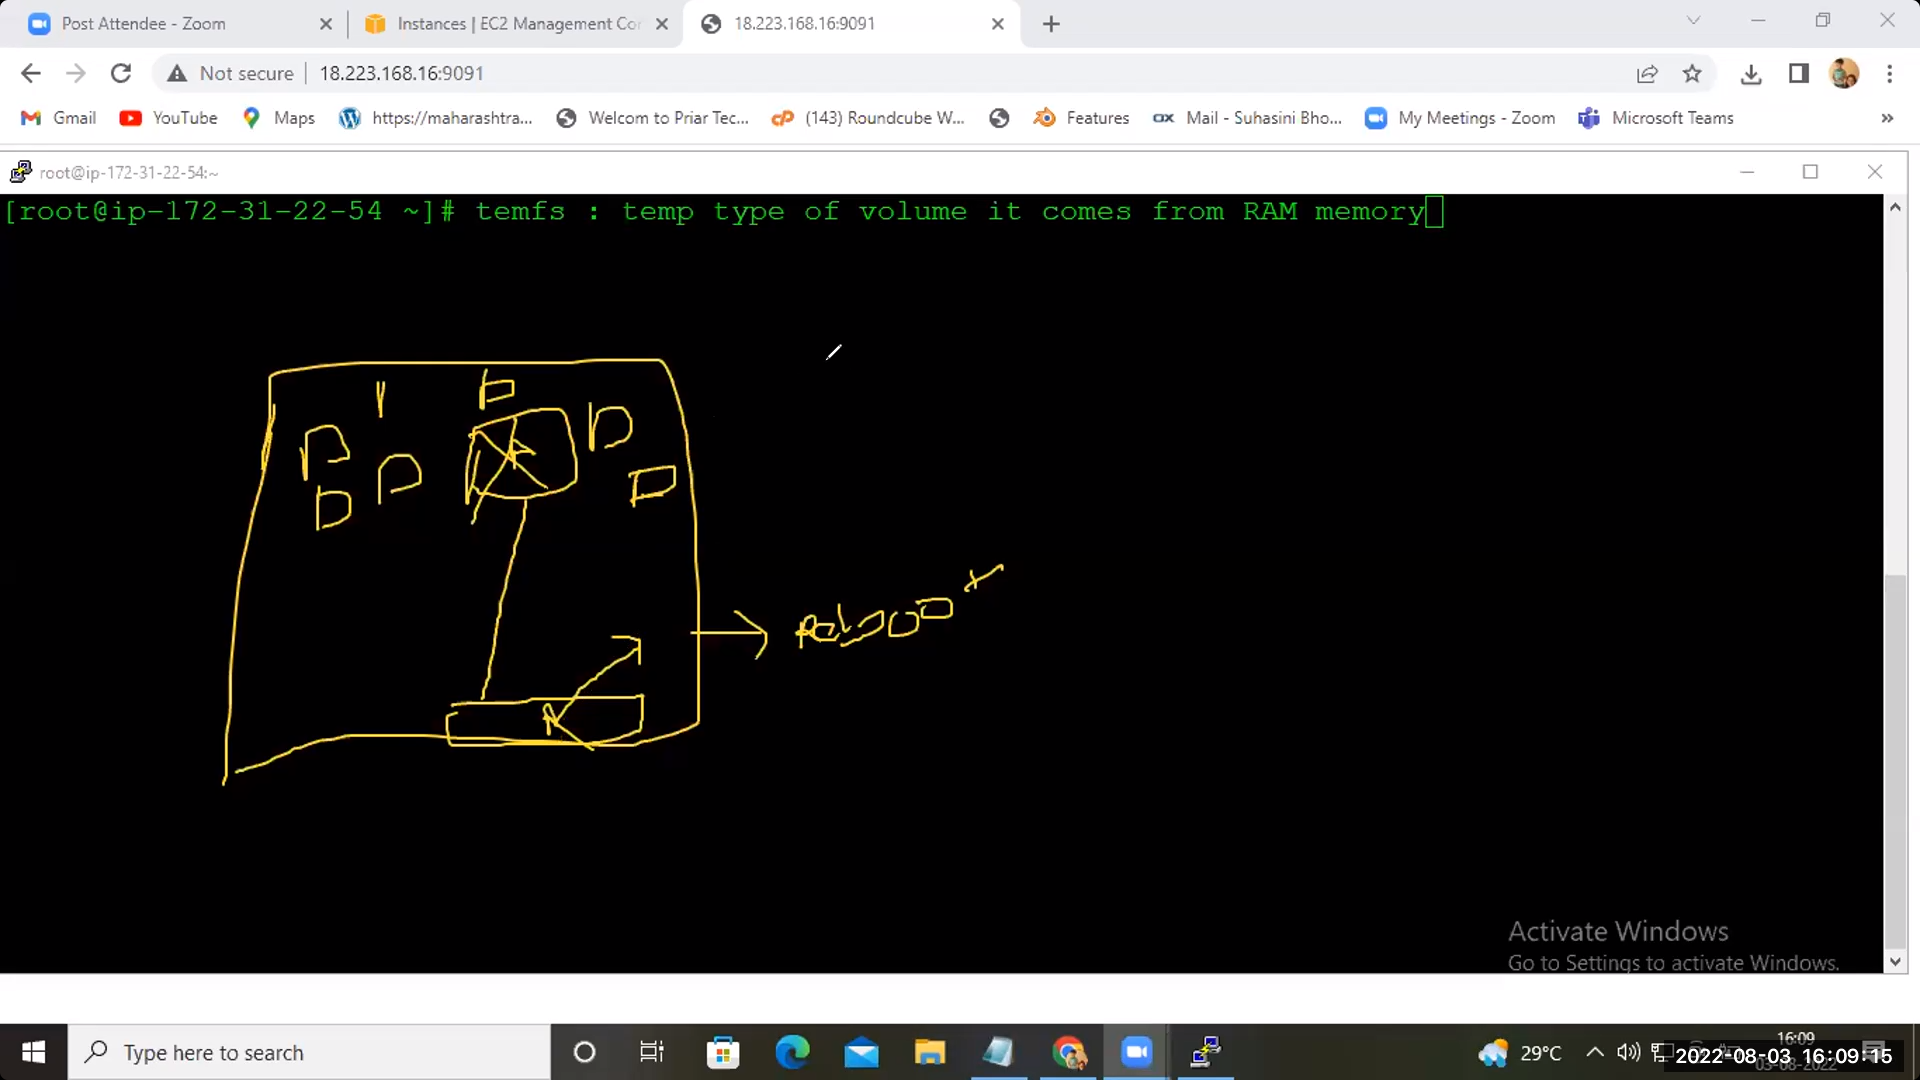 Post Attendee - Zoom
Instances | EC2 Management Con
18.223.168.16:9091
Not secure
18.223.168.16:9091
Gmail
YouTube
Maps
https://maharashtra...
Welcom to Priar Tec...
(143) Roundcube W...
Features
Mail - Suhasini Bho...
My Meetings - Zoom
Microsoft Teams
root@ip-172-31-22-54:~
[root@ip-172-31-22-54 ~]# temfs : temp type of volume it comes from RAM memory
Activate Windows
Go to Settings to activate Windows.
Type here to search
29°C
16:09
03-08-2022
2022-08-03 16:09:15